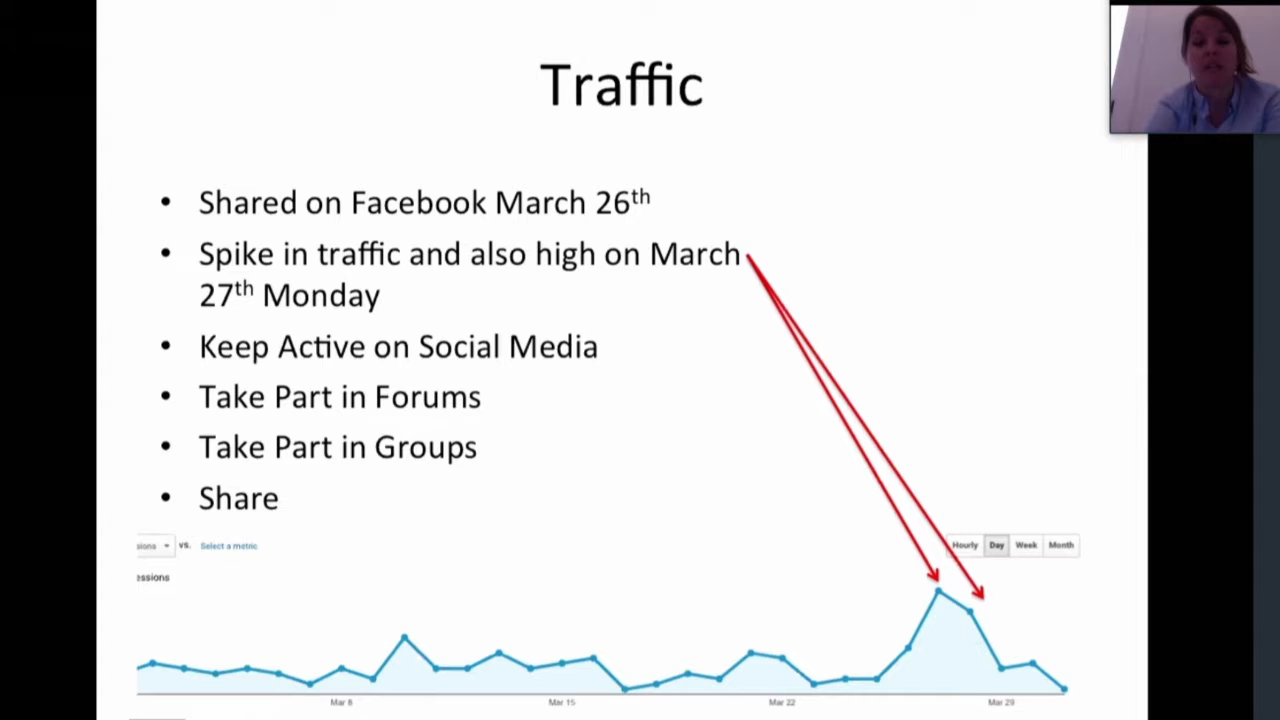 Traffic
• Shared on Facebook March 26th
• Spike in traffic and also high on March
27th Monday
• Keep Active on Social Media
• Take Part in Forums
• Take Part in Groups
• Share
sions vs. Select a metric
Hourly Day Week Month
essions
Mar 8 Mar 15 Mar 22 Mar 29